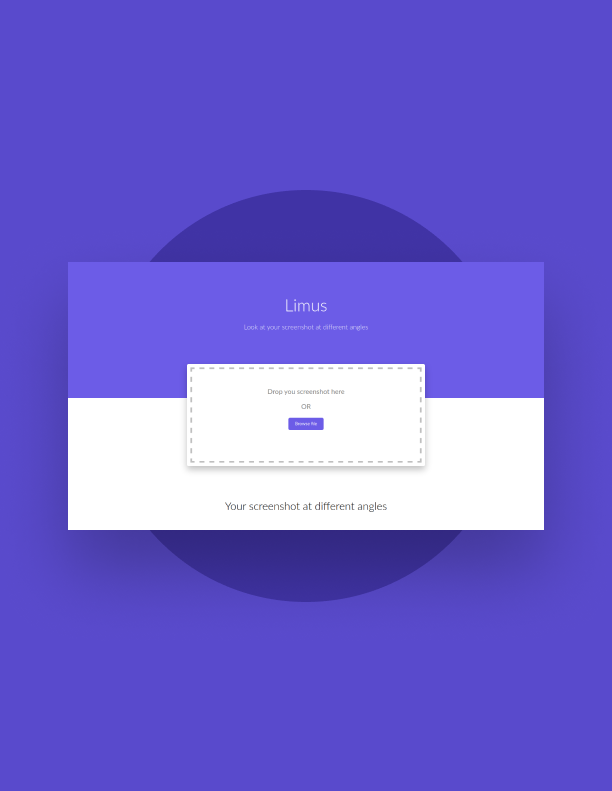 Limus
Look at your screenshot at different angles
Drop you screenshot here
OR
Browse file
Your screenshot at different angles